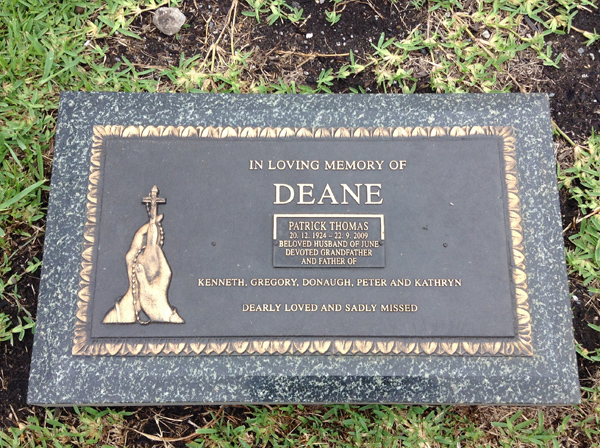 IN LOVING MEMORY OF
DEANE
PATRICK THOMAS
20. 12. 1924 – 22. 9. 2009
BELOVED HUSBAND OF JUNE
DEVOTED GRANDFATHER
AND FATHER OF
KENNETH, GREGORY, DONAUGH, PETER AND KATHRYN
DEARLY LOVED AND SADLY MISSED